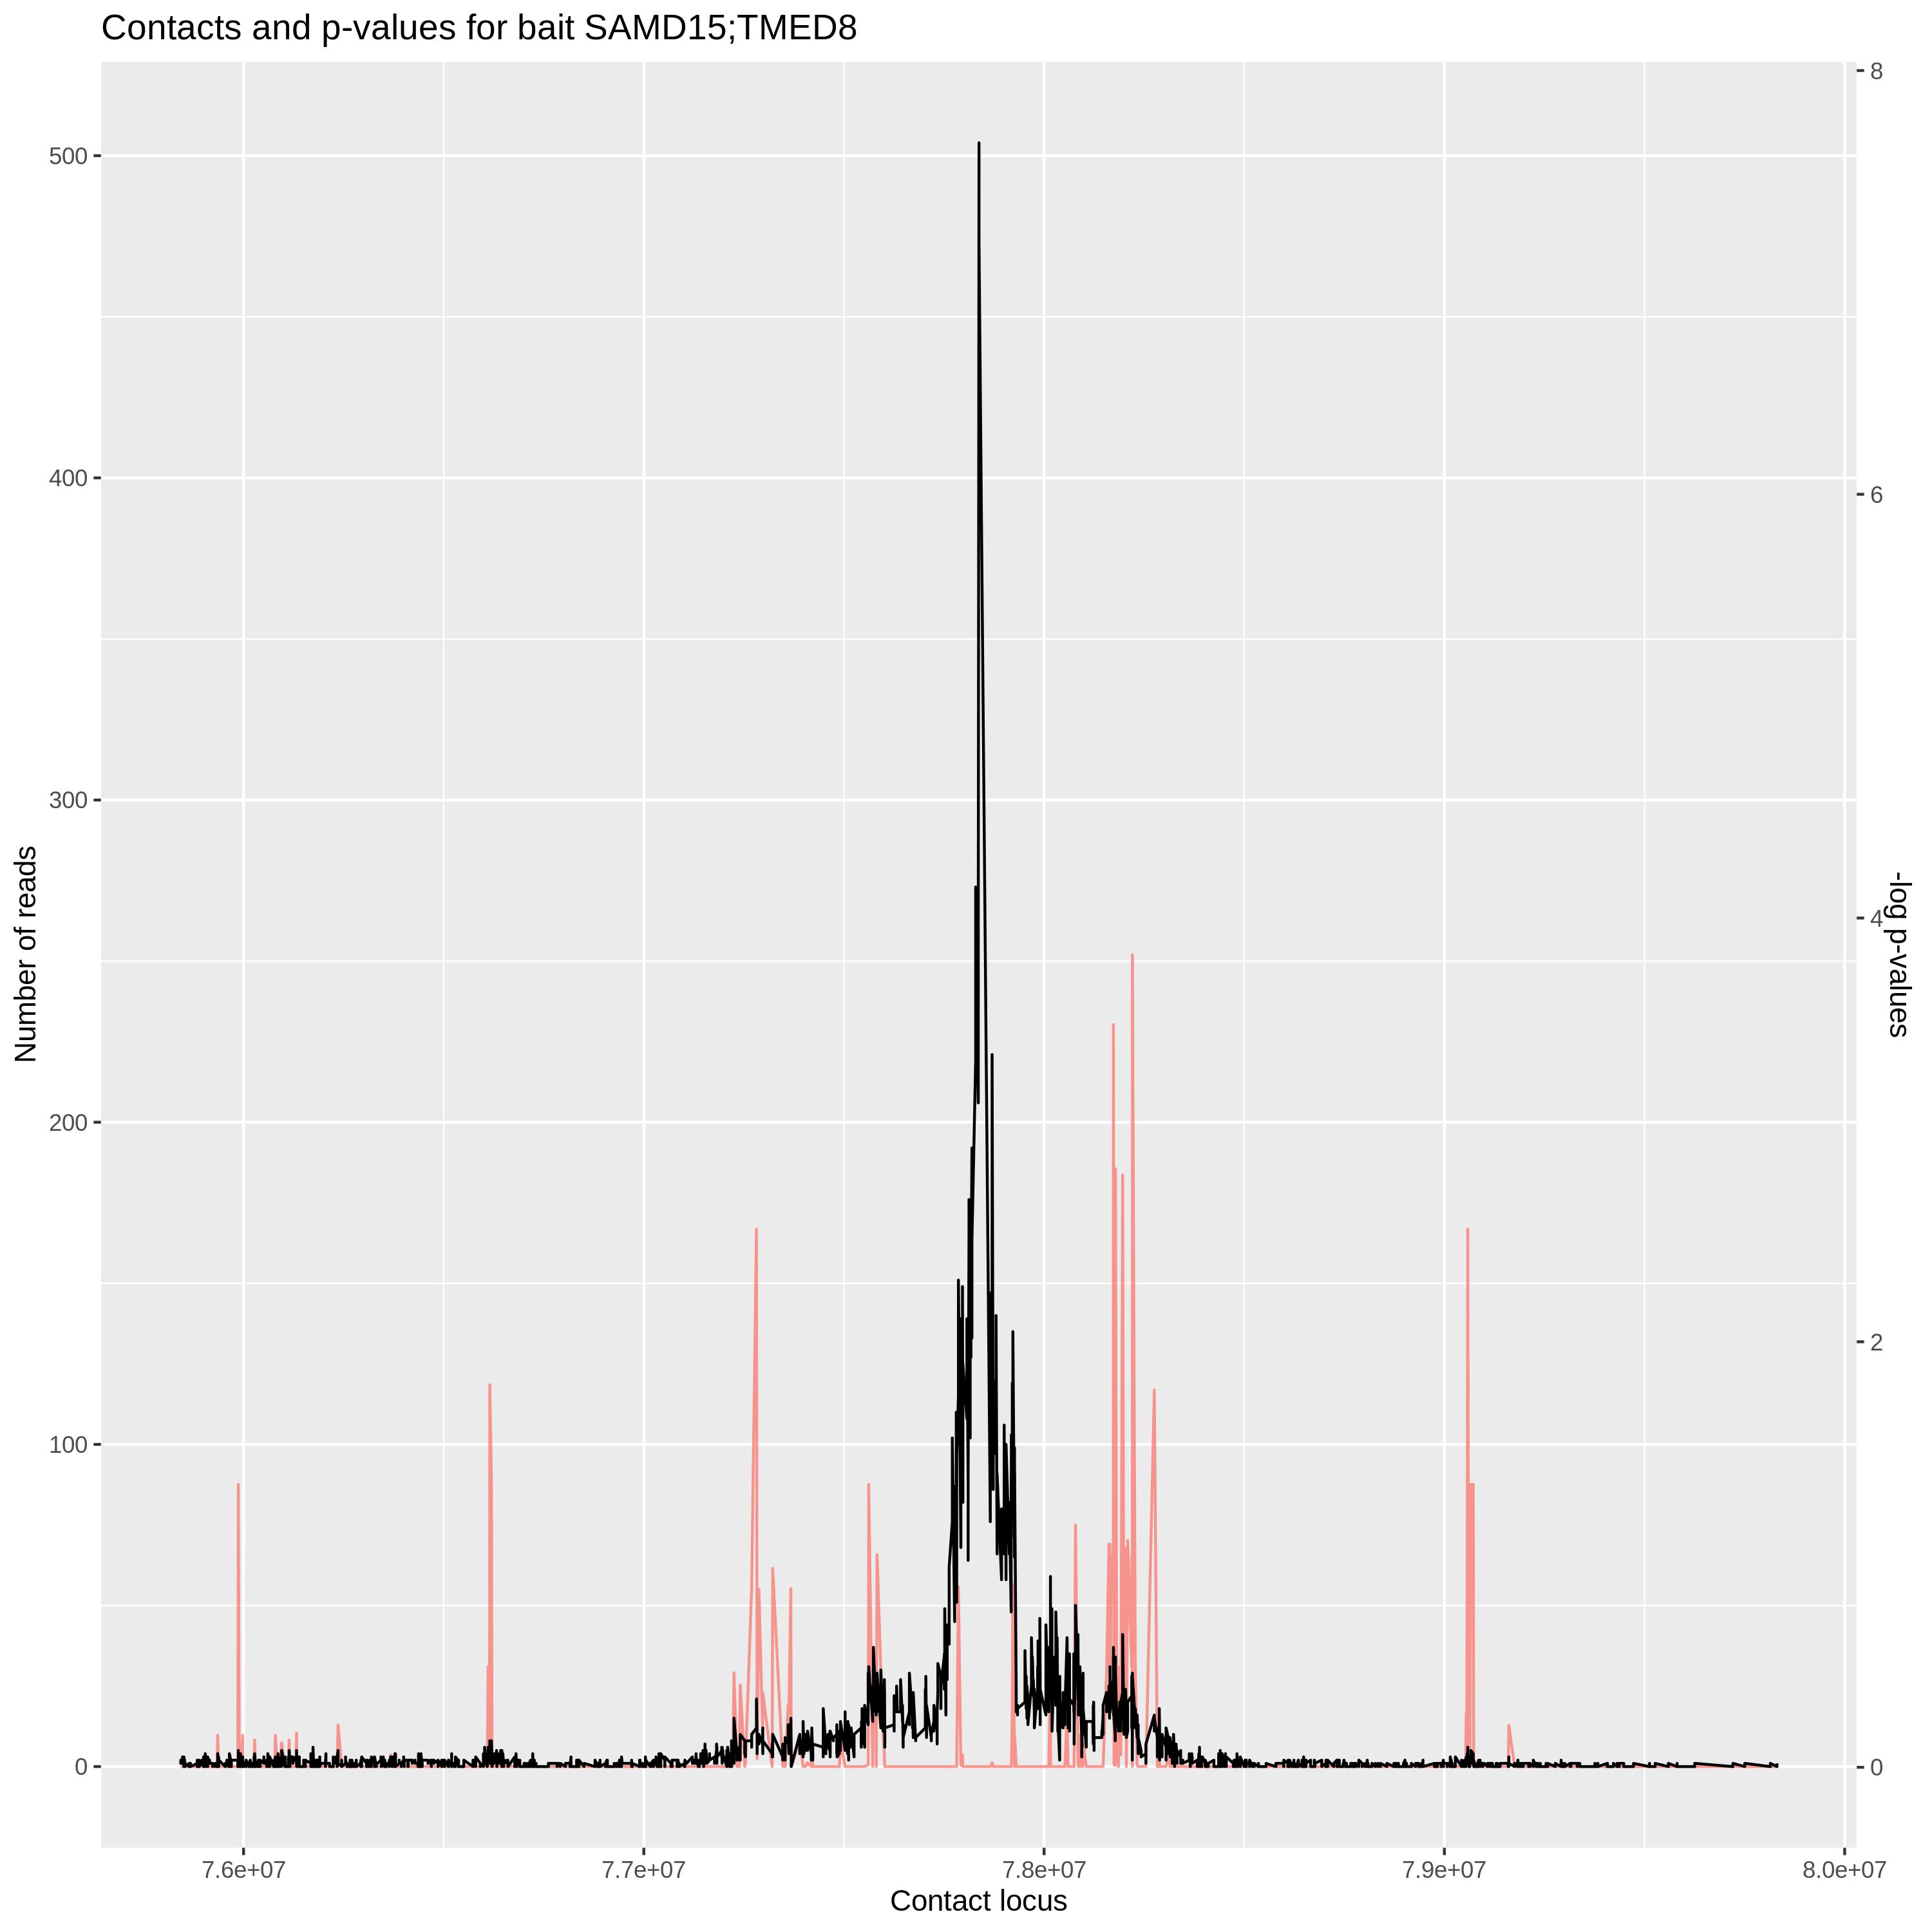 Contacts and p-values for bait SAMD15;TMED8
8
500
6
400
300
Number of reads
4
-log p-values
200
2
100
0
0
7.6e+07
7.7e+07
7.8e+07
7.9e+07
8.0e+07
Contact locus